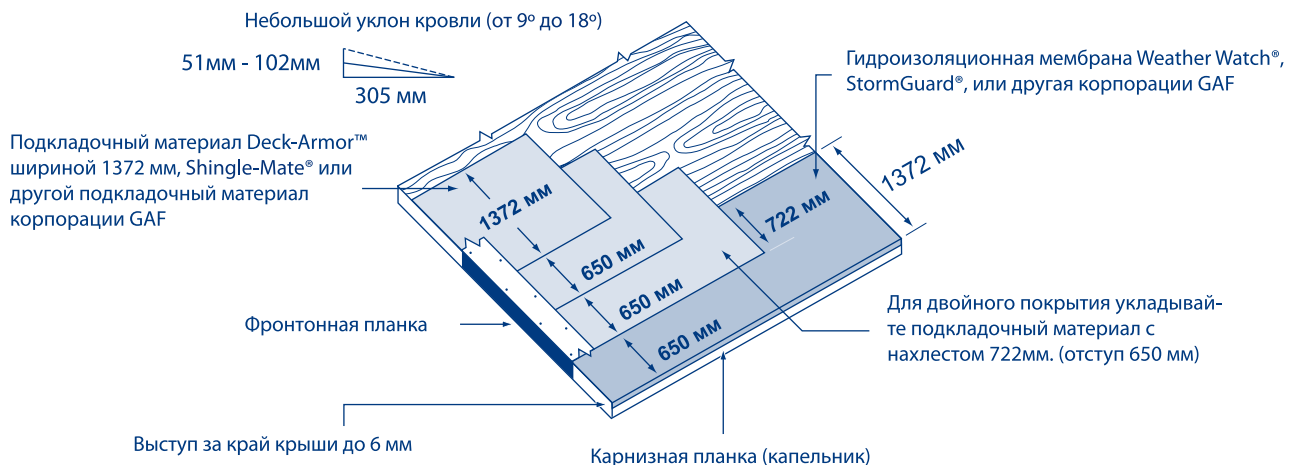 Небольшой уклон кровли (от 9º до 18º)
51мм - 102мм
305 мм
Гидроизоляционная мембрана Weather Watch®,
StormGuard®, или другая корпорации GAF
Подкладочный материал Deck-Armor™
шириной 1372 мм, Shingle-Mate® или
другой подкладочный материал
корпорации GAF
1372 мм
1372 мм
722 мм
650 мм
650 мм
650 мм
Фронтонная планка
Для двойного покрытия укладывай-
те подкладочный материал с
нахлестом 722мм. (отступ 650 мм)
Выступ за край крыши до 6 мм
Карнизная планка (капельник)